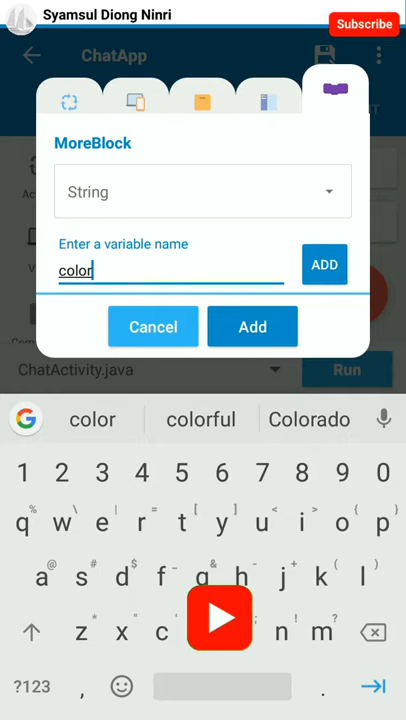 Syamsul Diong Ninri
Subscribe
ChatApp
MoreBlock
String
Enter a variable name
color
ADD
Cancel
Add
ChatActivity.java
Run
color
colorful
Colorado
1 2 3 4 5 6 7 8 9 0
% \ | = [ ] < > { }
q w e r t y u i o p
@ # $ _ & - + ( )
a s d f g h j k l
* " ' ; ! ?
z x c n m
?123 , .